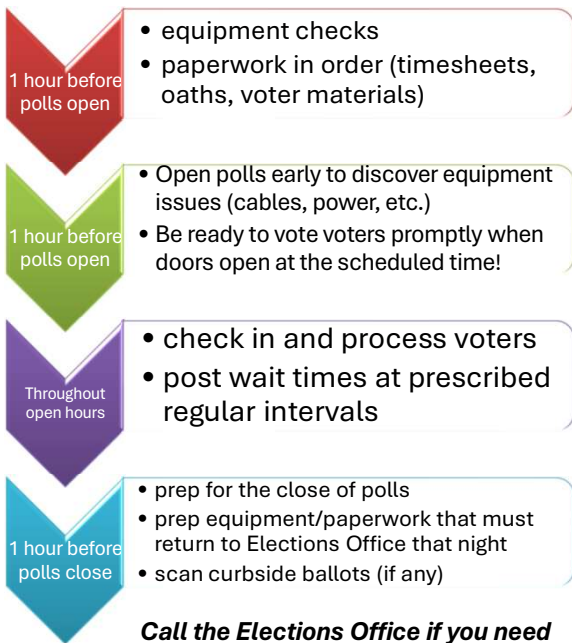 1 hour before
polls open
• equipment checks
• paperwork in order (timesheets,
oaths, voter materials)
1 hour before
polls open
• Open polls early to discover equipment
issues (cables, power, etc.)
• Be ready to vote voters promptly when
doors open at the scheduled time!
Throughout
open hours
• check in and process voters
• post wait times at prescribed
regular intervals
1 hour before
polls close
• prep for the close of polls
• prep equipment/paperwork that must
return to Elections Office that night
• scan curbside ballots (if any)
Call the Elections Office if you need